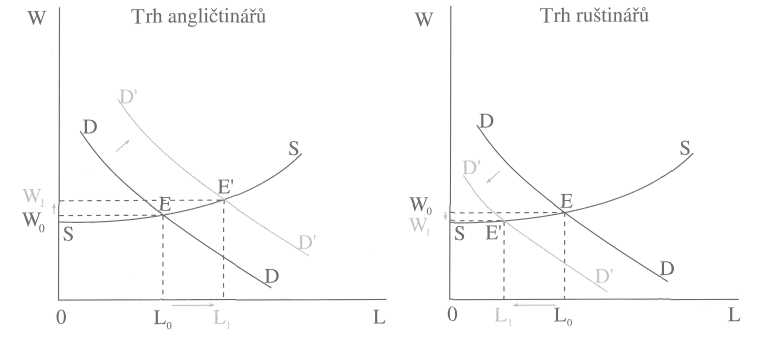 Trh angličtinářů
W
D'
D
S
E'
E
W₁
W₀
S
D'
D
0
L₀
L₁
L
Trh ruštinářů
W
D
S
D'
E
W₀
W₁
S
E'
D'
D
0
L₁
L₀
L